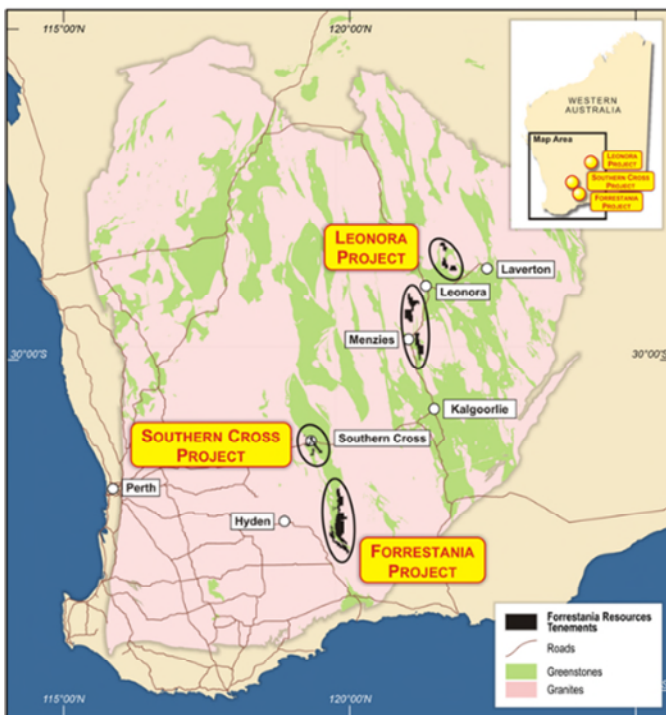 115°00'N
120°00'N
WESTERN
AUSTRALIA
Map Area
LEONORA
PROJECT
SOUTHERN CROSS
PROJECT
FORRESTANIA
PROJECT
LEONORA
PROJECT
Laverton
Leonora
Menzies
30°00'S
30°00'S
Kalgoorlie
SOUTHERN CROSS
PROJECT
Southern Cross
Perth
Hyden
FORRESTANIA
PROJECT
Forrestania Resources
Tenements
Roads
Greenstones
Granites
115°00'N
120°00'N